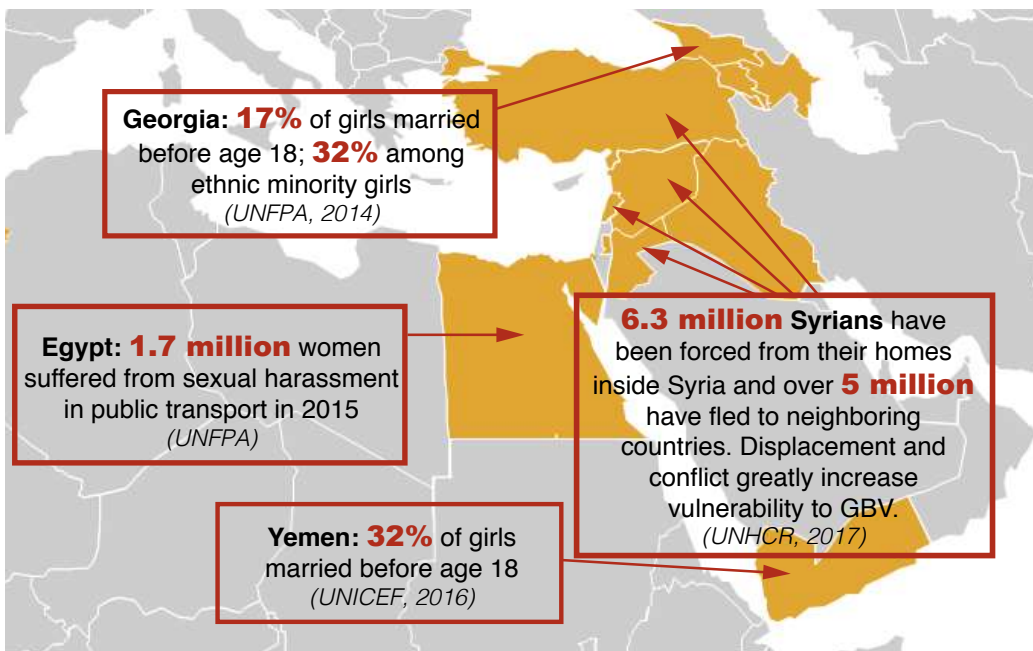 Georgia: 17% of girls married
before age 18; 32% among
ethnic minority girls
(UNFPA, 2014)
Egypt: 1.7 million women
suffered from sexual harassment
in public transport in 2015
(UNFPA)
6.3 million Syrians have
been forced from their homes
inside Syria and over 5 million
have fled to neighboring
countries. Displacement and
conflict greatly increase
vulnerability to GBV.
(UNHCR, 2017)
Yemen: 32% of girls
married before age 18
(UNICEF, 2016)